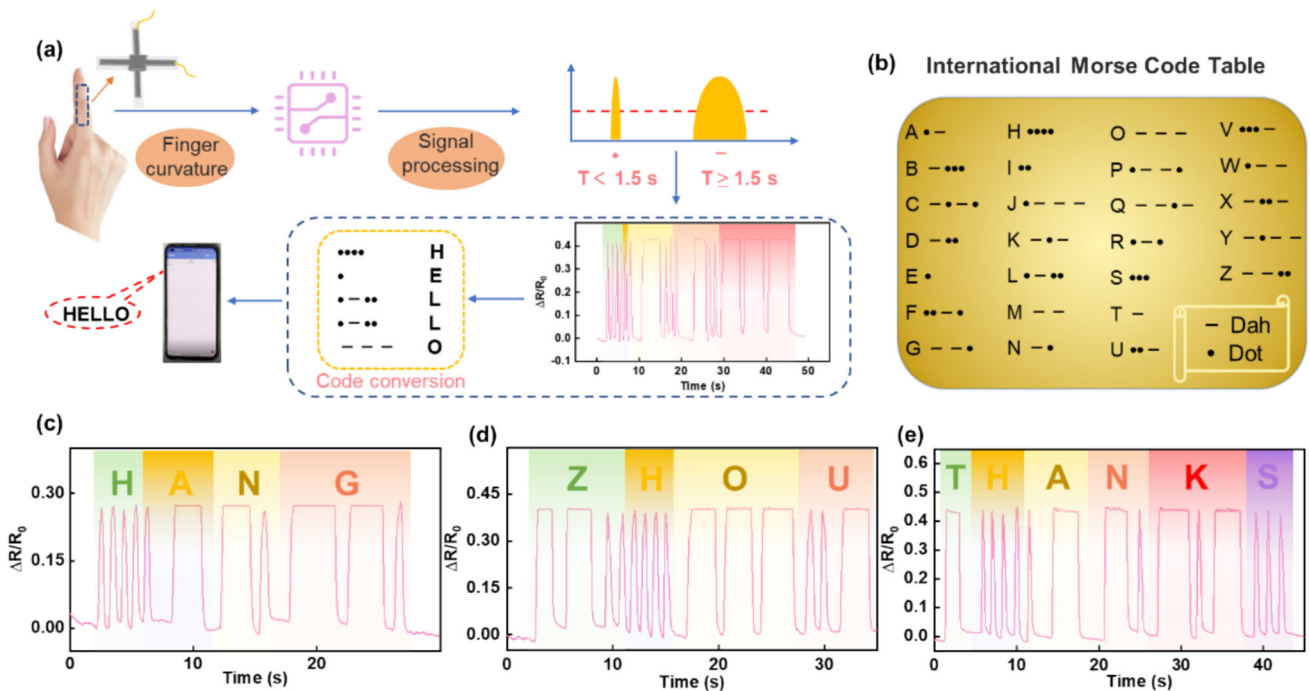 (a)
Finger
curvature
Signal
processing
T < 1.5 s
T ≥ 1.5 s
HELLO
•••• H
• E
• – •• L
• – •• L
– – – O
Code conversion
ΔR/R₀
0.4
0.3
0.2
0.1
0.0
-0.1
0 10 20 30 40 50
Time (s)
(b)
International Morse Code Table
A • –
B – •••
C – • – •
D – ••
E •
F •• – •
G – – •
H ••••
I ••
J • – – – –
K – • –
L • – ••
M – –
N – •
O – – –
P • – – •
Q – – • –
R • – •
S •••
T –
U •• –
V ••• –
W • – –
X – •• –
Y – • – –
Z – – – ••
– Dah
• Dot
(c)
H A N G
ΔR/R₀
0.30
0.15
0.00
0 10 20
Time (s)
(d)
Z H O U
ΔR/R₀
0.45
0.30
0.15
0.00
0 10 20 30
Time (s)
(e)
T H A N K S
ΔR/R₀
0.6
0.5
0.4
0.3
0.2
0.1
0.0
0 10 20 30 40
Time (s)